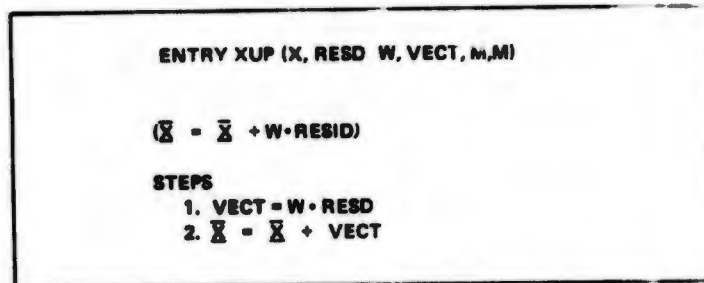 ENTRY XUP (X, RESD W, VECT, m,M)
(X̅ = X̅ + W•RESID)
STEPS
1. VECT = W • RESD
2. X̅ = X̅ + VECT